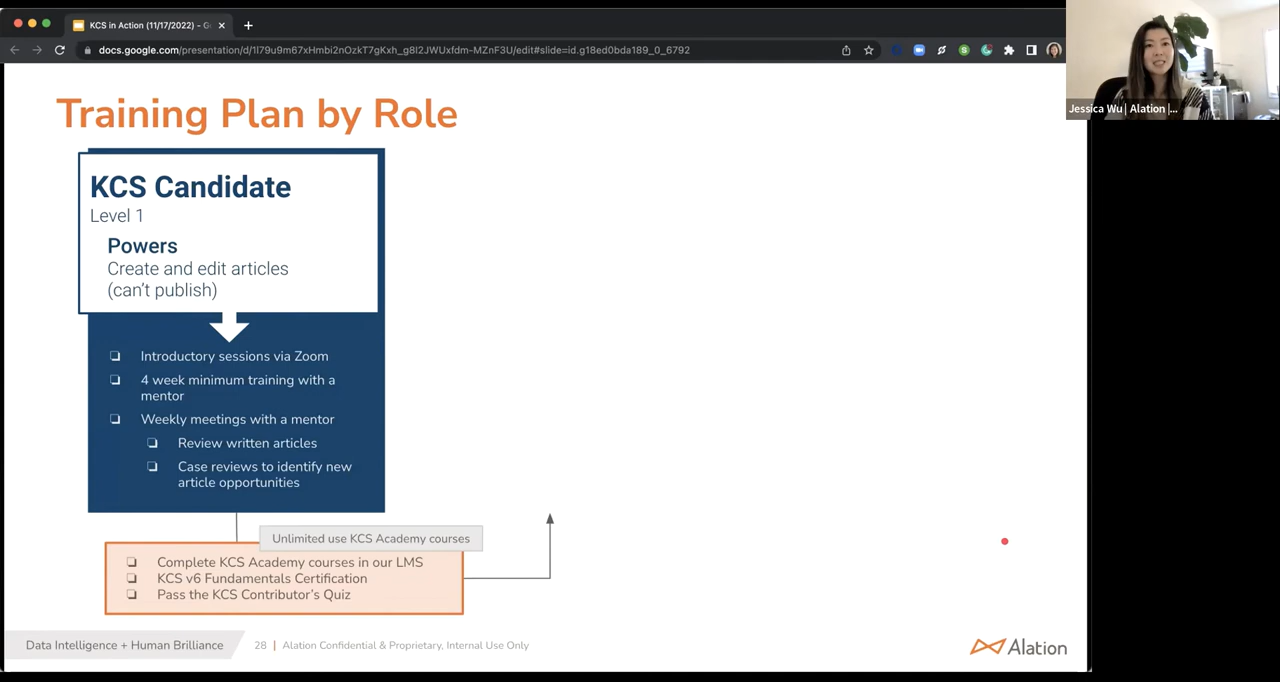 KCS in Action (11/17/2022) - G
docs.google.com/presentation/d/1l79u9m67xHmbi2nOzkT7gKxh_g8I2JWUxfdm-MZnF3U/edit#slide=id.g18ed0bda189_0_6792
Jessica Wu | Alation |...
Training Plan by Role
KCS Candidate
Level 1
Powers
Create and edit articles
(can't publish)
Introductory sessions via Zoom
4 week minimum training with a
mentor
Weekly meetings with a mentor
Review written articles
Case reviews to identify new
article opportunities
Unlimited use KCS Academy courses
Complete KCS Academy courses in our LMS
KCS v6 Fundamentals Certification
Pass the KCS Contributor's Quiz
Data Intelligence + Human Brilliance
28 | Alation Confidential & Proprietary, Internal Use Only
Alation